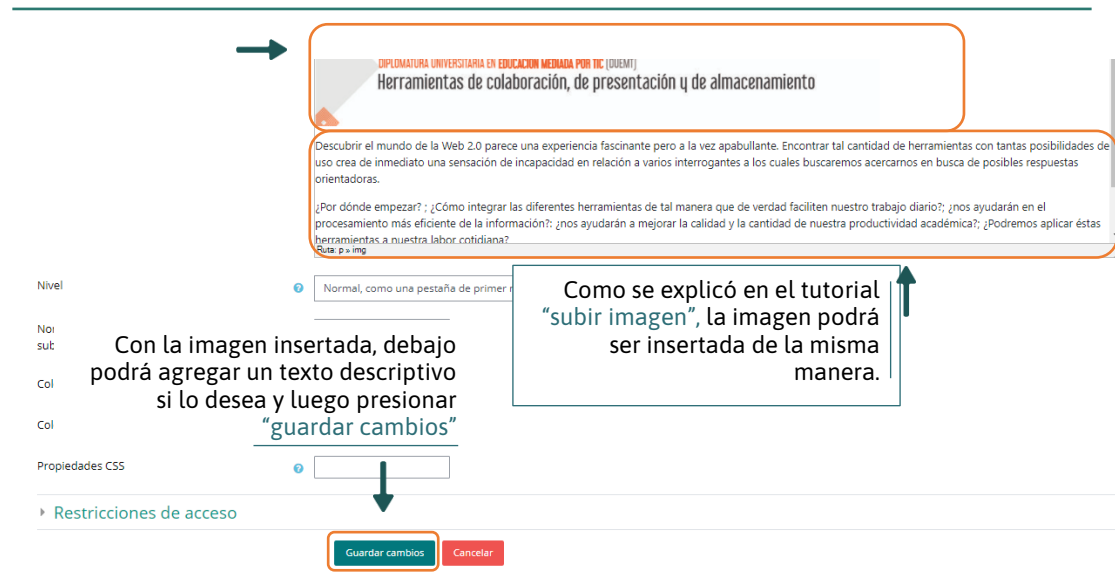 DIPLOMATURA UNIVERSITARIA EN EDUCACIÓN MEDIADA POR TIC (DUEMT)
Herramientas de colaboración, de presentación y de almacenamiento
Descubrir el mundo de la Web 2.0 parece una experiencia fascinante pero a la vez apabullante. Encontrar tal cantidad de herramientas con tantas posibilidades de
uso crea de inmediato una sensación de incapacidad en relación a varios interrogantes a los cuales buscaremos acercarnos en busca de posibles respuestas
orientadoras.
¿Por dónde empezar? ; ¿Cómo integrar las diferentes herramientas de tal manera que de verdad faciliten nuestro trabajo diario?; ¿nos ayudarán en el
procesamiento más eficiente de la información?: ¿nos ayudarán a mejorar la calidad y la cantidad de nuestra productividad académica?; ¿Podremos aplicar éstas
herramientas a nuestra labor cotidiana?
Ruta: p » img
Nivel
Normal, como una pestaña de primer
Como se explicó en el tutorial
“subir imagen”, la imagen podrá
ser insertada de la misma
manera.
Con la imagen insertada, debajo
podrá agregar un texto descriptivo
si lo desea y luego presionar
“guardar cambios”
Col
Col
Propiedades CSS
Restricciones de acceso
Guardar cambios
Cancelar